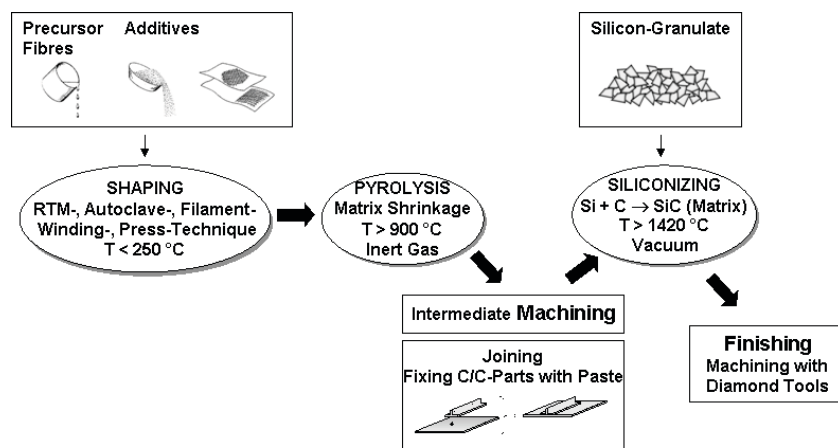 Precursor Additives
Fibres
Silicon-Granulate
SHAPING
RTM-, Autoclave-, Filament-
Winding-, Press-Technique
T < 250 °C
PYROLYSIS
Matrix Shrinkage
T > 900 °C
Inert Gas
SILICONIZING
Si + C → SiC (Matrix)
T > 1420 °C
Vacuum
Intermediate Machining
Joining
Fixing C/C-Parts with Paste
Finishing
Machining with
Diamond Tools